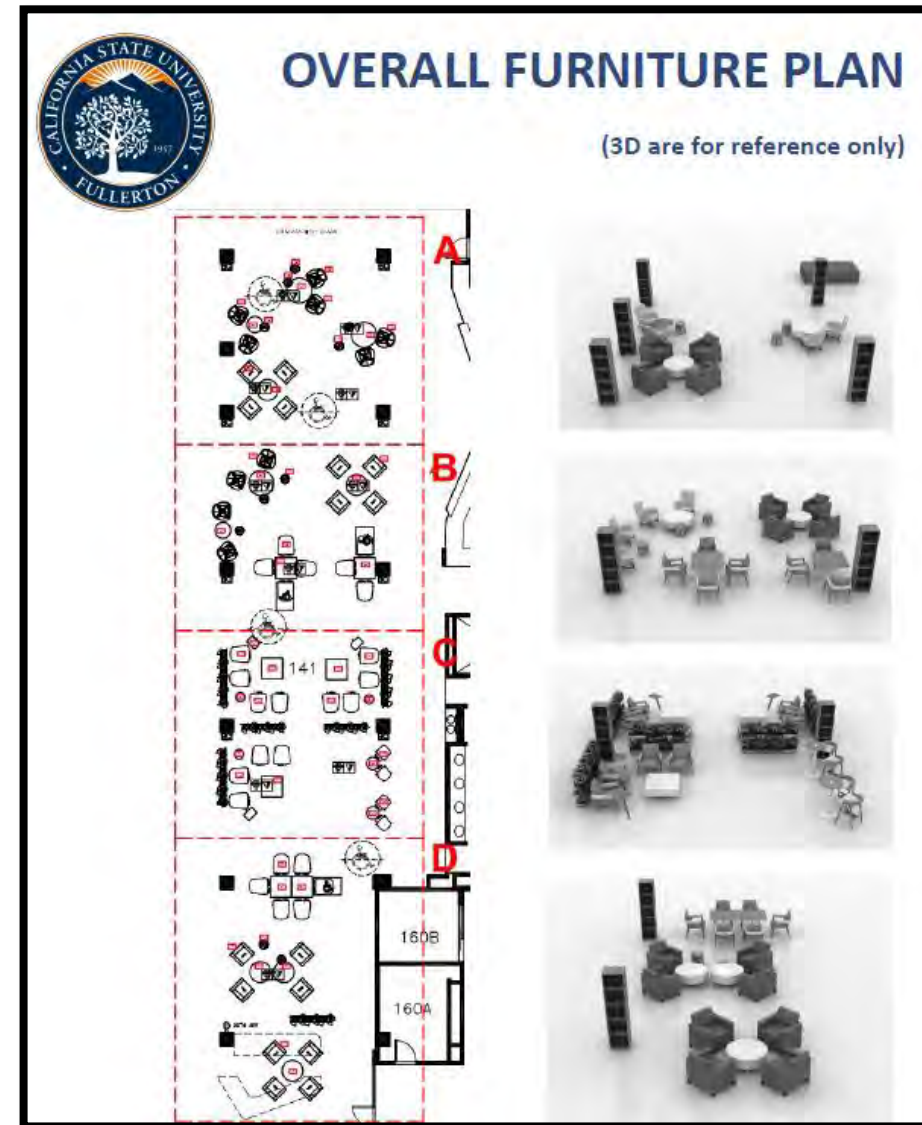 CALIFORNIA STATE UNIVERSITY
1957
FULLERTON
OVERALL FURNITURE PLAN
(3D are for reference only)
A
B
C
141
D
160B
160A